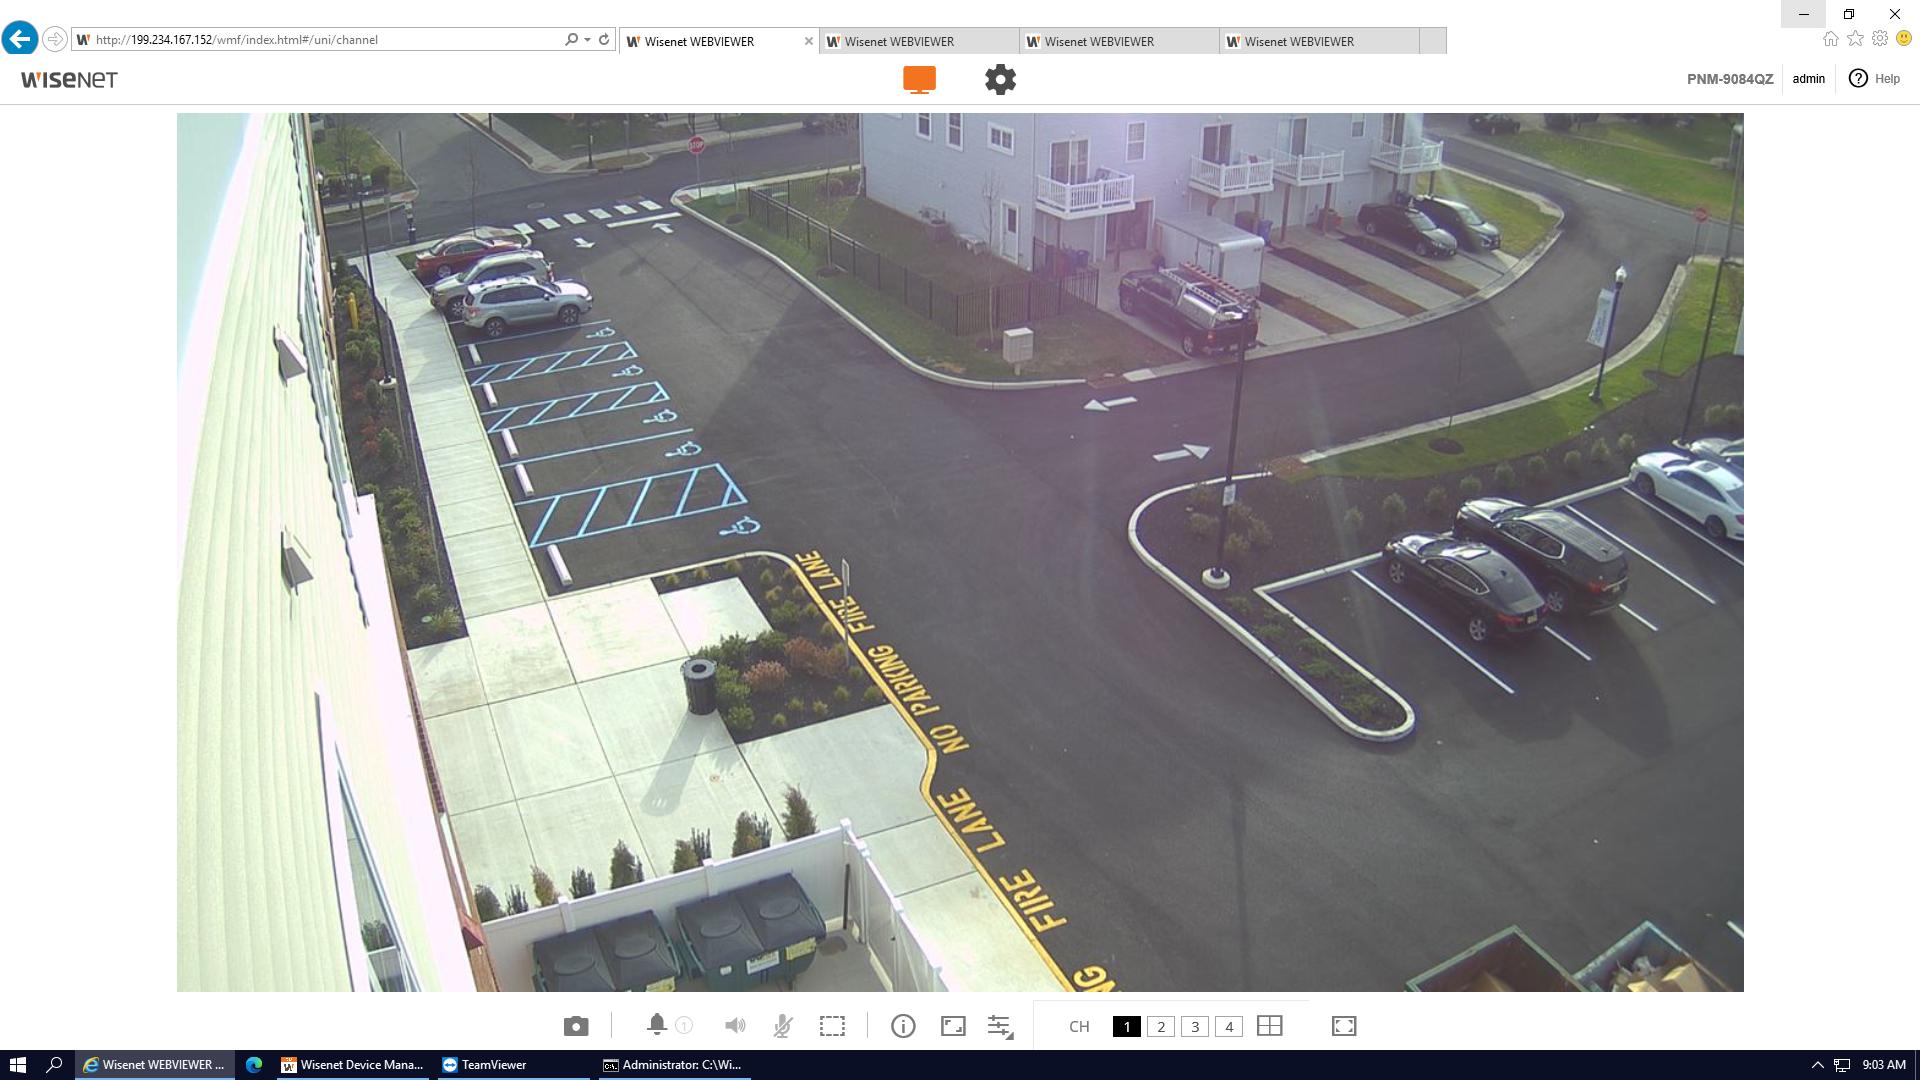 http://199.234.167.152/wmf/index.html#/uni/channel
Wisenet WEBVIEWER
Wisenet WEBVIEWER
Wisenet WEBVIEWER
Wisenet WEBVIEWER
WISENET
PNM-9084QZ
admin
Help
STOP
FIRE LANE
NO PARKING
FIRE LANE
NG
1
CH
1
2
3
4
Wisenet WEBVIEWER ...
Wisenet Device Mana...
TeamViewer
Administrator: C:\Wi...
9:03 AM